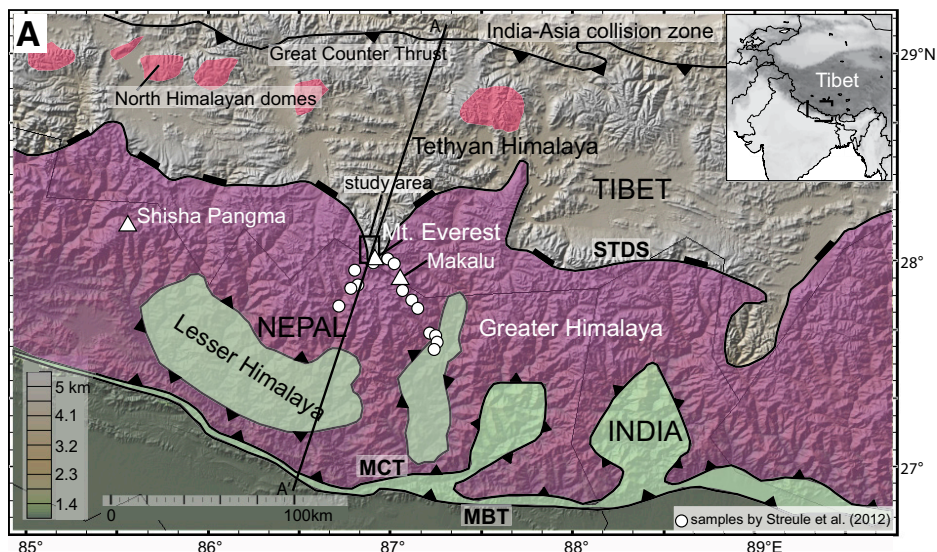 A
A
India-Asia collision zone
29°N
Great Counter Thrust
Tibet
North Himalayan domes
Tethyan Himalaya
study area
TIBET
Shisha Pangma
Mt. Everest
STDS
28°
Makalu
NEPAL
Greater Himalaya
Lesser Himalaya
5 km
4.1
3.2
2.3
1.4
INDIA
MCT
27°
A'
0
100km
MBT
samples by Streule et al. (2012)
85°
86°
87°
88°
89°E